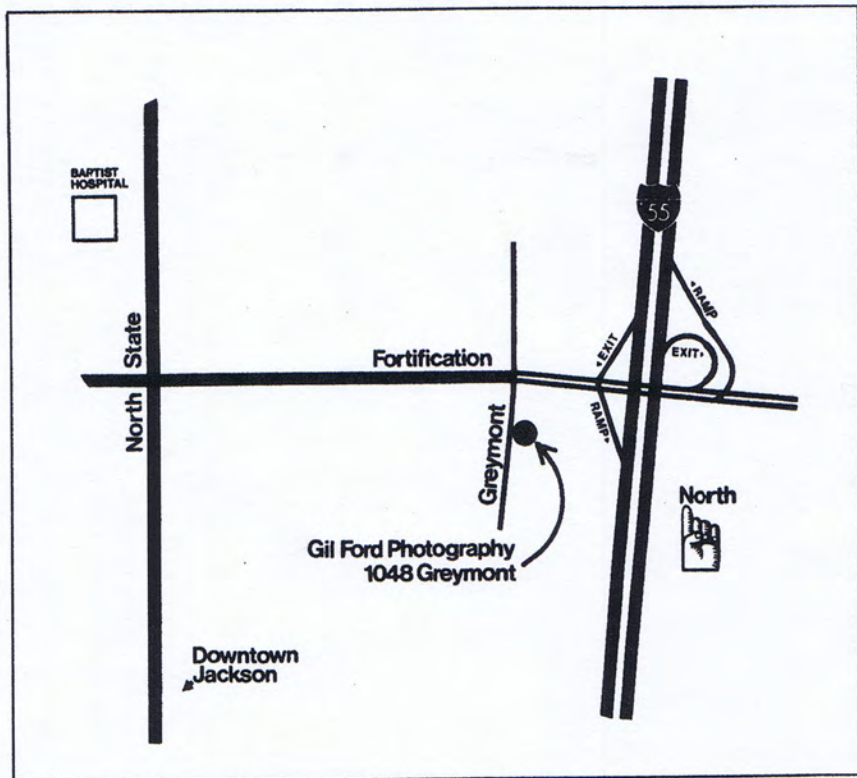 BAPTIST
HOSPITAL
55
RAMP
EXIT
EXIT
RAMP
North State
Fortification
Greymont
North
Gil Ford Photography
1048 Greymont
Downtown
Jackson